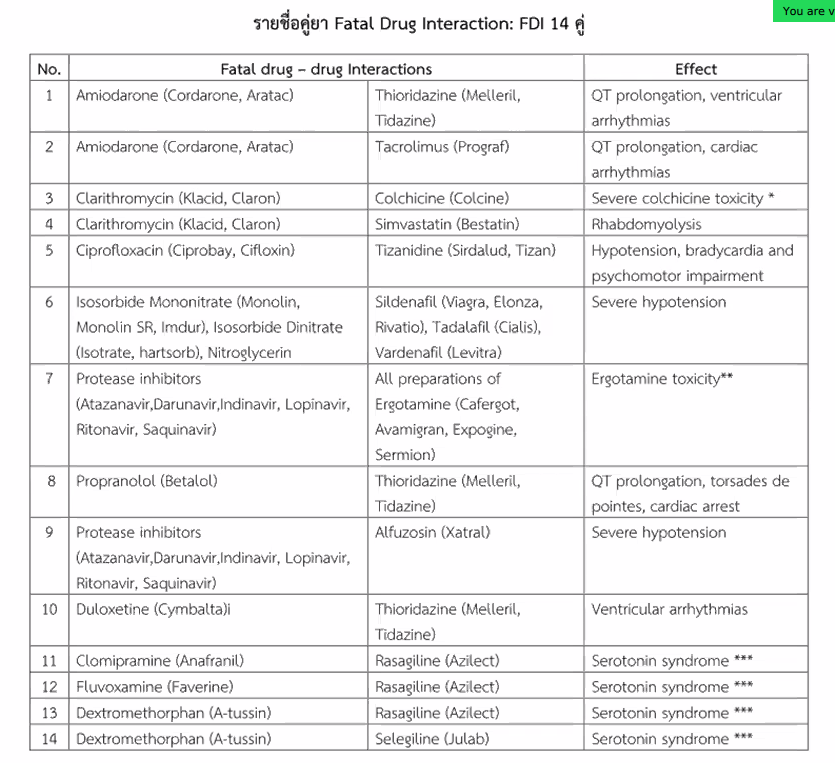 You are v
รายชื่อคู่ยา Fatal Drug Interaction: FDI 14 คู่
No. Fatal drug – drug Interactions Effect
1 Amiodarone (Cordarone, Aratac) Thioridazine (Melleril, QT prolongation, ventricular
Tidazine) arrhythmias
2 Amiodarone (Cordarone, Aratac) Tacrolimus (Prograf) QT prolongation, cardiac
arrhythmias
3 Clarithromycin (Klacid, Claron) Colchicine (Colcine) Severe colchicine toxicity *
4 Clarithromycin (Klacid, Claron) Simvastatin (Bestatin) Rhabdomyolysis
5 Ciprofloxacin (Ciprobay, Cifloxin) Tizanidine (Sirdalud, Tizan) Hypotension, bradycardia and
psychomotor impairment
6 Isosorbide Mononitrate (Monolin, Sildenafil (Viagra, Elonza, Severe hypotension
Monolin SR, Imdur), Isosorbide Dinitrate Rivatio), Tadalafil (Cialis),
(Isotrate, hartsorb), Nitroglycerin Vardenafil (Levitra)
7 Protease inhibitors All preparations of Ergotamine toxicity**
(Atazanavir,Darunavir,Indinavir, Lopinavir, Ergotamine (Cafergot,
Ritonavir, Saquinavir) Avamigran, Expogine,
Sermion)
8 Propranolol (Betalol) Thioridazine (Melleril, QT prolongation, torsades de
Tidazine) pointes, cardiac arrest
9 Protease inhibitors Alfuzosin (Xatral) Severe hypotension
(Atazanavir,Darunavir,Indinavir, Lopinavir,
Ritonavir, Saquinavir)
10 Duloxetine (Cymbalta)i Thioridazine (Melleril, Ventricular arrhythmias
Tidazine)
11 Clomipramine (Anafranil) Rasagiline (Azilect) Serotonin syndrome ***
12 Fluvoxamine (Faverine) Rasagiline (Azilect) Serotonin syndrome ***
13 Dextromethorphan (A-tussin) Rasagiline (Azilect) Serotonin syndrome ***
14 Dextromethorphan (A-tussin) Selegiline (Julab) Serotonin syndrome ***